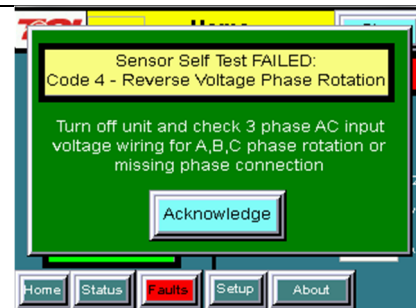 Sensor Self Test FAILED:
Code 4 - Reverse Voltage Phase Rotation
Turn off unit and check 3 phase AC input
voltage wiring for A,B,C phase rotation or
missing phase connection
Acknowledge
Home Status Faults Setup About